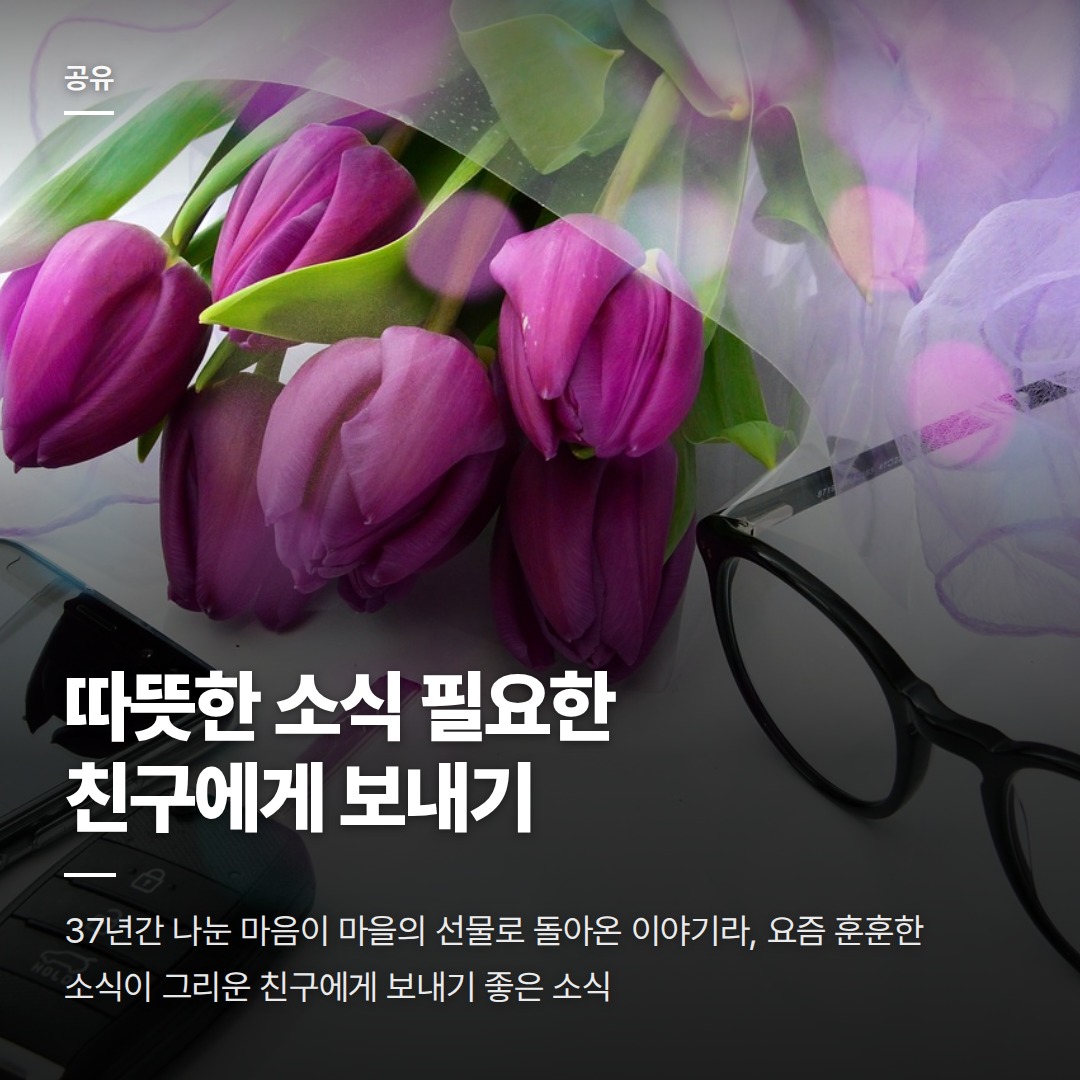 공유
따뜻한 소식 필요한
친구에게 보내기
37년간 나눈 마음이 마을의 선물로 돌아온 이야기라, 요즘 훈훈한
소식이 그리운 친구에게 보내기 좋은 소식